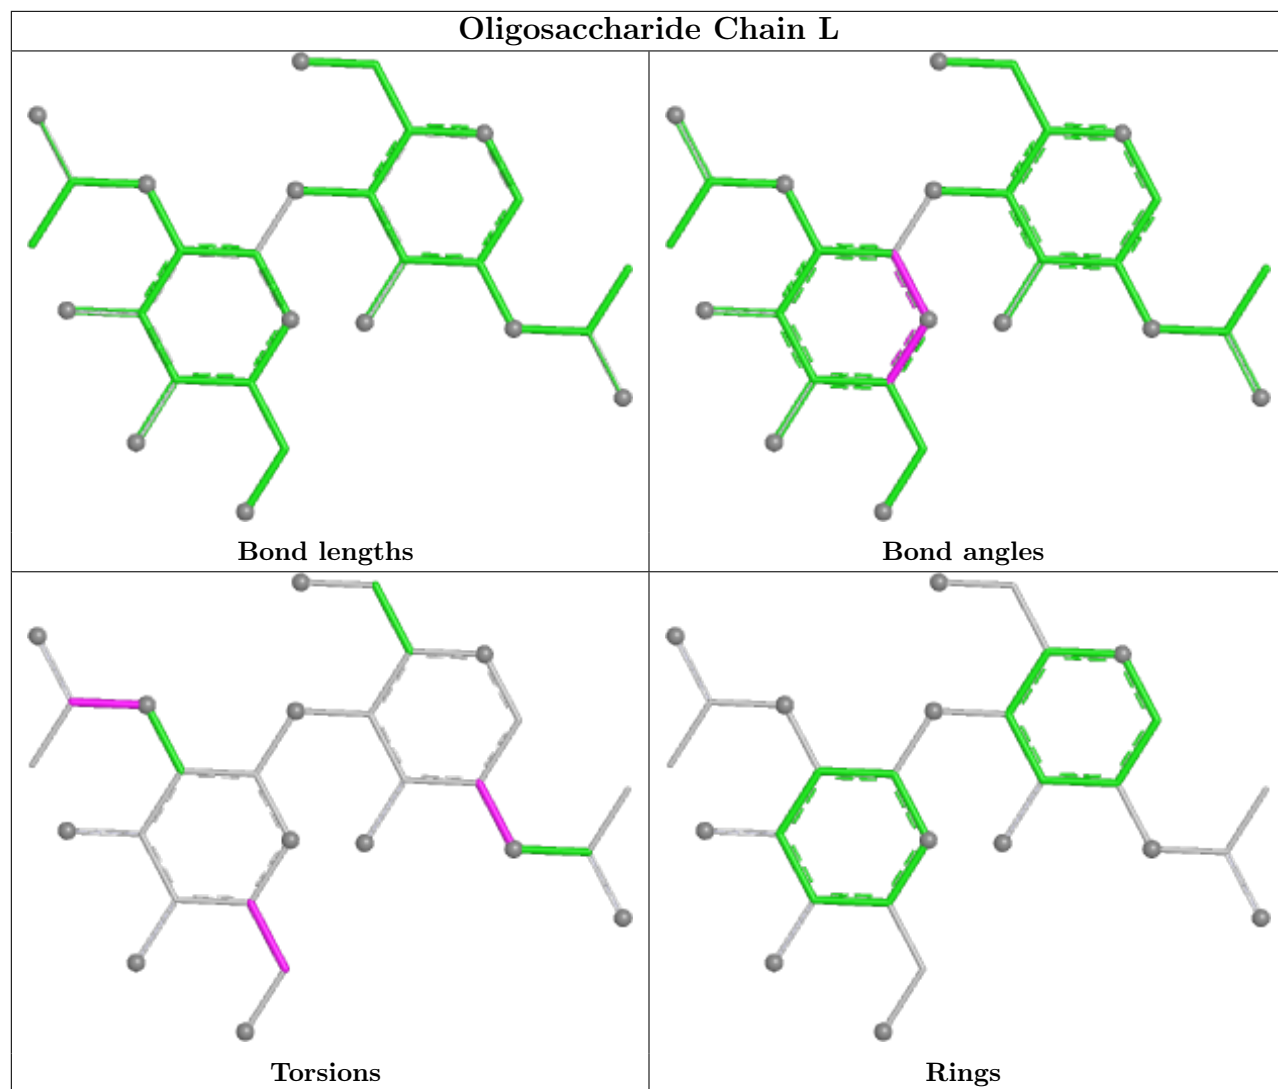 Oligosaccharide Chain L
Bond lengths
Bond angles
Torsions
Rings